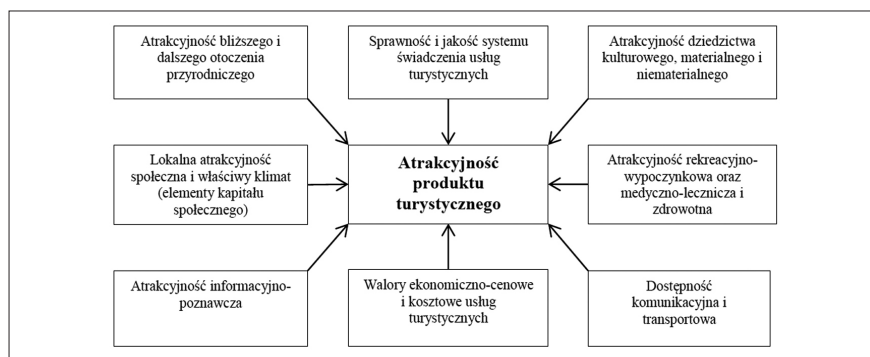 Atrakcyjność bliższego i
dalszego otoczenia
przyrodniczego
Sprawność i jakość systemu
świadczenia usług
turystycznych
Atrakcyjność dziedzictwa
kulturowego, materialnego i
niematerialnego
Lokalna atrakcyjność
społeczna i właściwy klimat
(elementy kapitału
społecznego)
Atrakcyjność
produktu
turystycznego
Atrakcyjność rekreacyjno-
wypoczynkowa oraz
medyczno-lecznicza i
zdrowotna
Atrakcyjność informacyjno-
poznawcza
Walory ekonomiczno-cenowe
i kosztowe usług
turystycznych
Dostępność
komunikacyjna i
transportowa